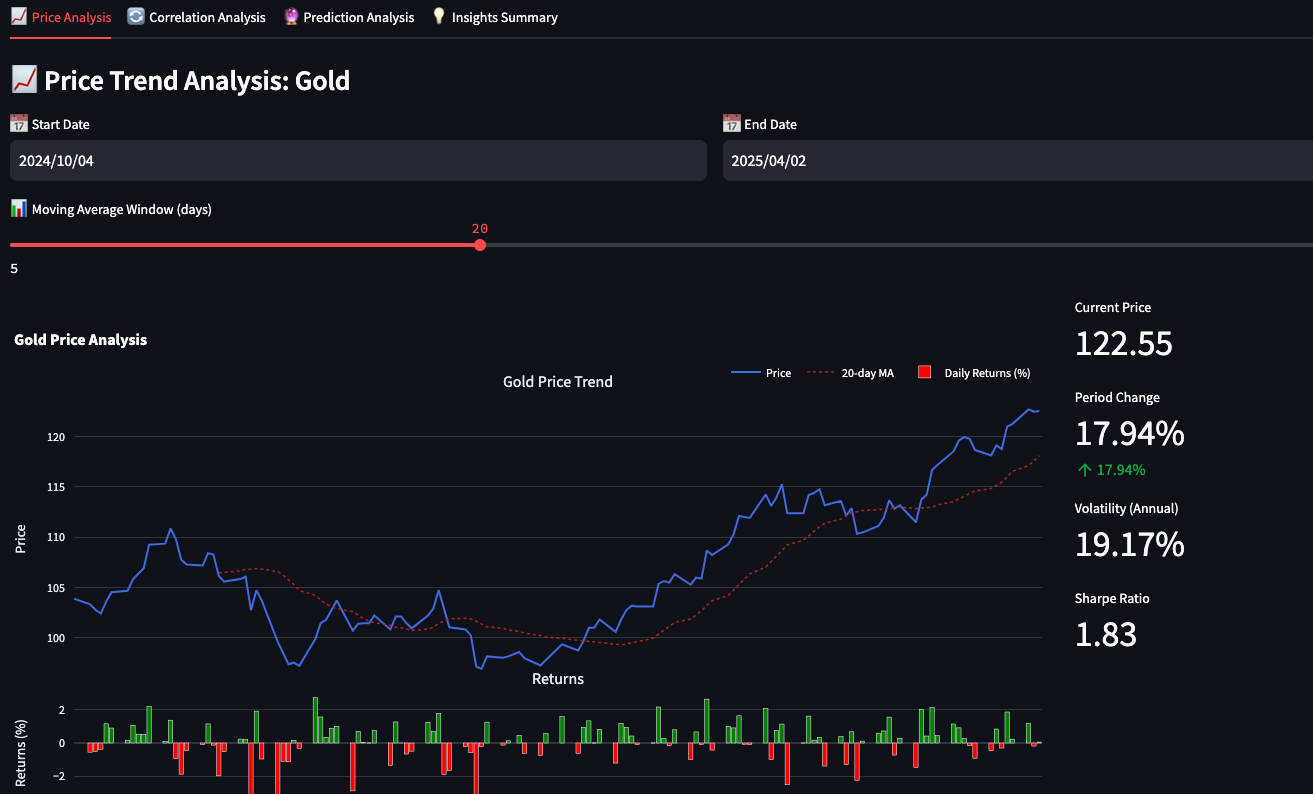 📈 Price Analysis 🔄 Correlation Analysis 🔮 Prediction Analysis 💡 Insights Summary
📈 Price Trend Analysis: Gold
📅 Start Date
📅 End Date
2024/10/04
2025/04/02
📊 Moving Average Window (days)
20
5
Gold Price Analysis
Gold Price Trend
Price
20-day MA
Daily Returns (%)
Price
120
115
110
105
100
Returns
Returns (%)
2
0
−2
Current Price
122.55
Period Change
17.94%
↑ 17.94%
Volatility (Annual)
19.17%
Sharpe Ratio
1.83